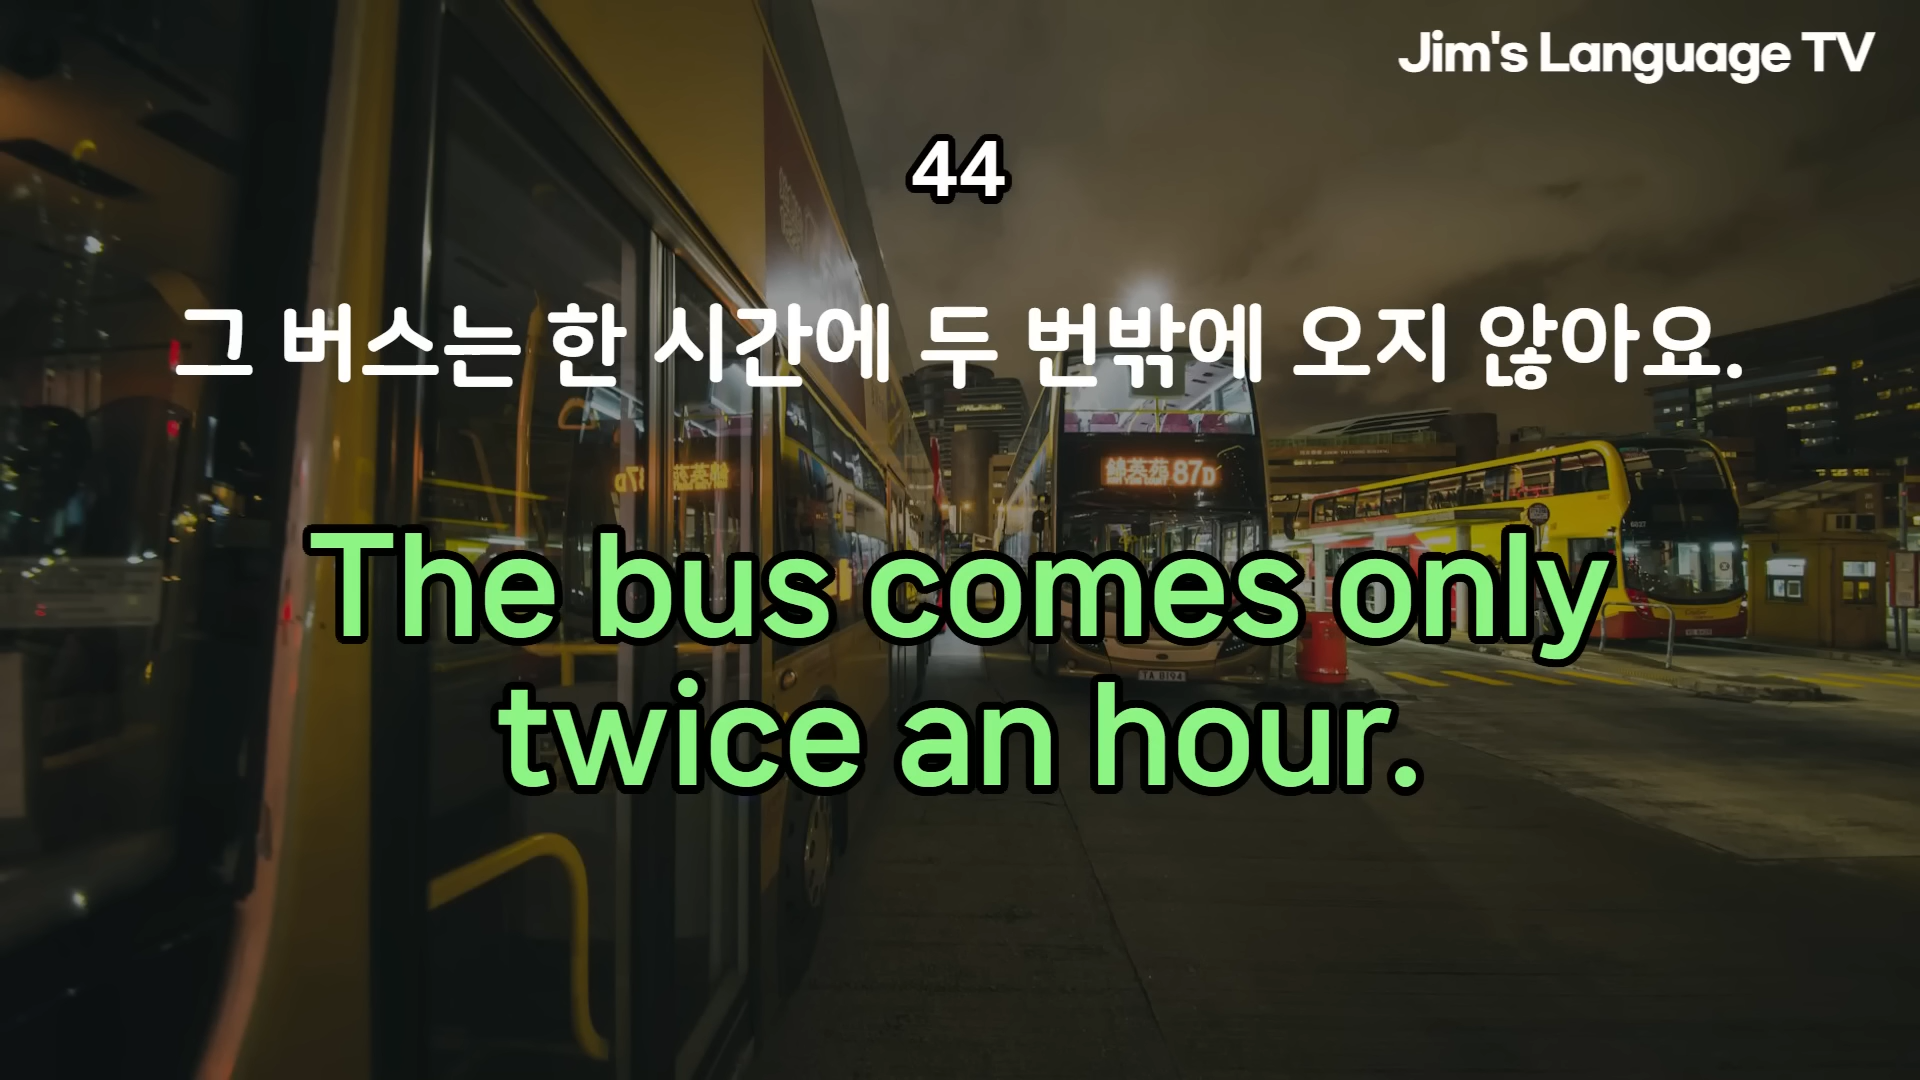 Jim's Language TV
44
그 버스는 한 시간에 두 번밖에 오지 않아요.
87D
The bus comes only
twice an hour.